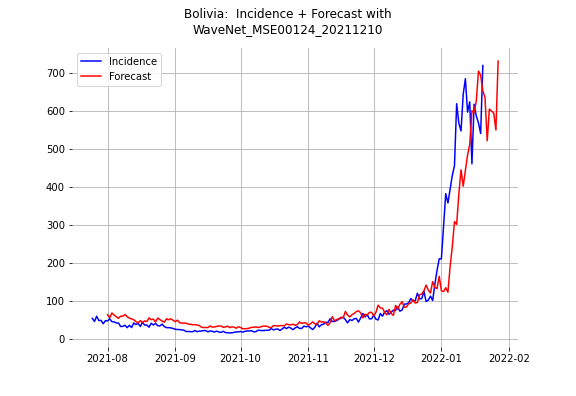 Bolivia:  Incidence + Forecast with
WaveNet_MSE00124_20211210
Incidence
Forecast
700
600
500
400
300
200
100
0
2021-08 2021-09 2021-10 2021-11 2021-12 2022-01 2022-02